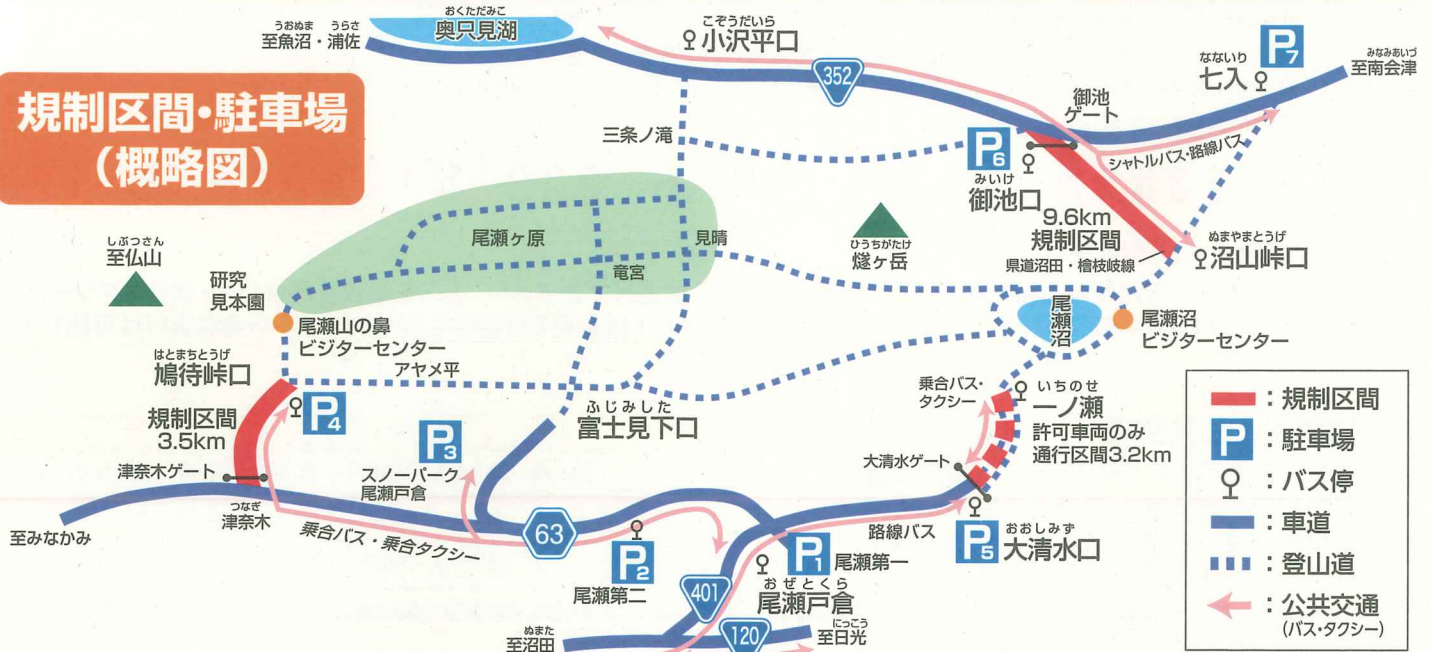 規制区間・駐車場
(概略図)
うおぬま うらさ
至魚沼・浦佐
おくただみこ
奥只見湖
こぞうだいら
小沢平口
352
なないり
七入
P7
みなみあいづ
至南会津
御池
ゲート
シャトルバス・路線バス
三条ノ滝
P6
みいけ
御池口
9.6km
規制区間
県道沼田・檜枝岐線
ぬまやまとうげ
沼山峠口
しぶつさん
至仏山
研究
見本園
尾瀬ヶ原
見晴
竜宮
ひうちがたけ
燧ヶ岳
尾瀬沼
尾瀬沼
ビジターセンター
尾瀬山の鼻
ビジターセンター
アヤメ平
はとまちとうげ
鳩待峠口
規制区間
3.5km
P4
津奈木ゲート
つなぎ
津奈木
至みなかみ
P3
スノーパーク
尾瀬戸倉
ふじみした
富士見下口
乗合バス・乗合タクシー
63
P2
尾瀬第二
乗合バス・
タクシー
いちのせ
一ノ瀬
許可車両のみ
通行区間3.2km
大清水ゲート
路線バス
P5
おおしみず
大清水口
P1
尾瀬第一
おぜとくら
尾瀬戸倉
401
120
ぬまた
至沼田
にっこう
至日光
:規制区間
P:駐車場
:バス停
:車道
:登山道
:公共交通
(バス・タクシー)